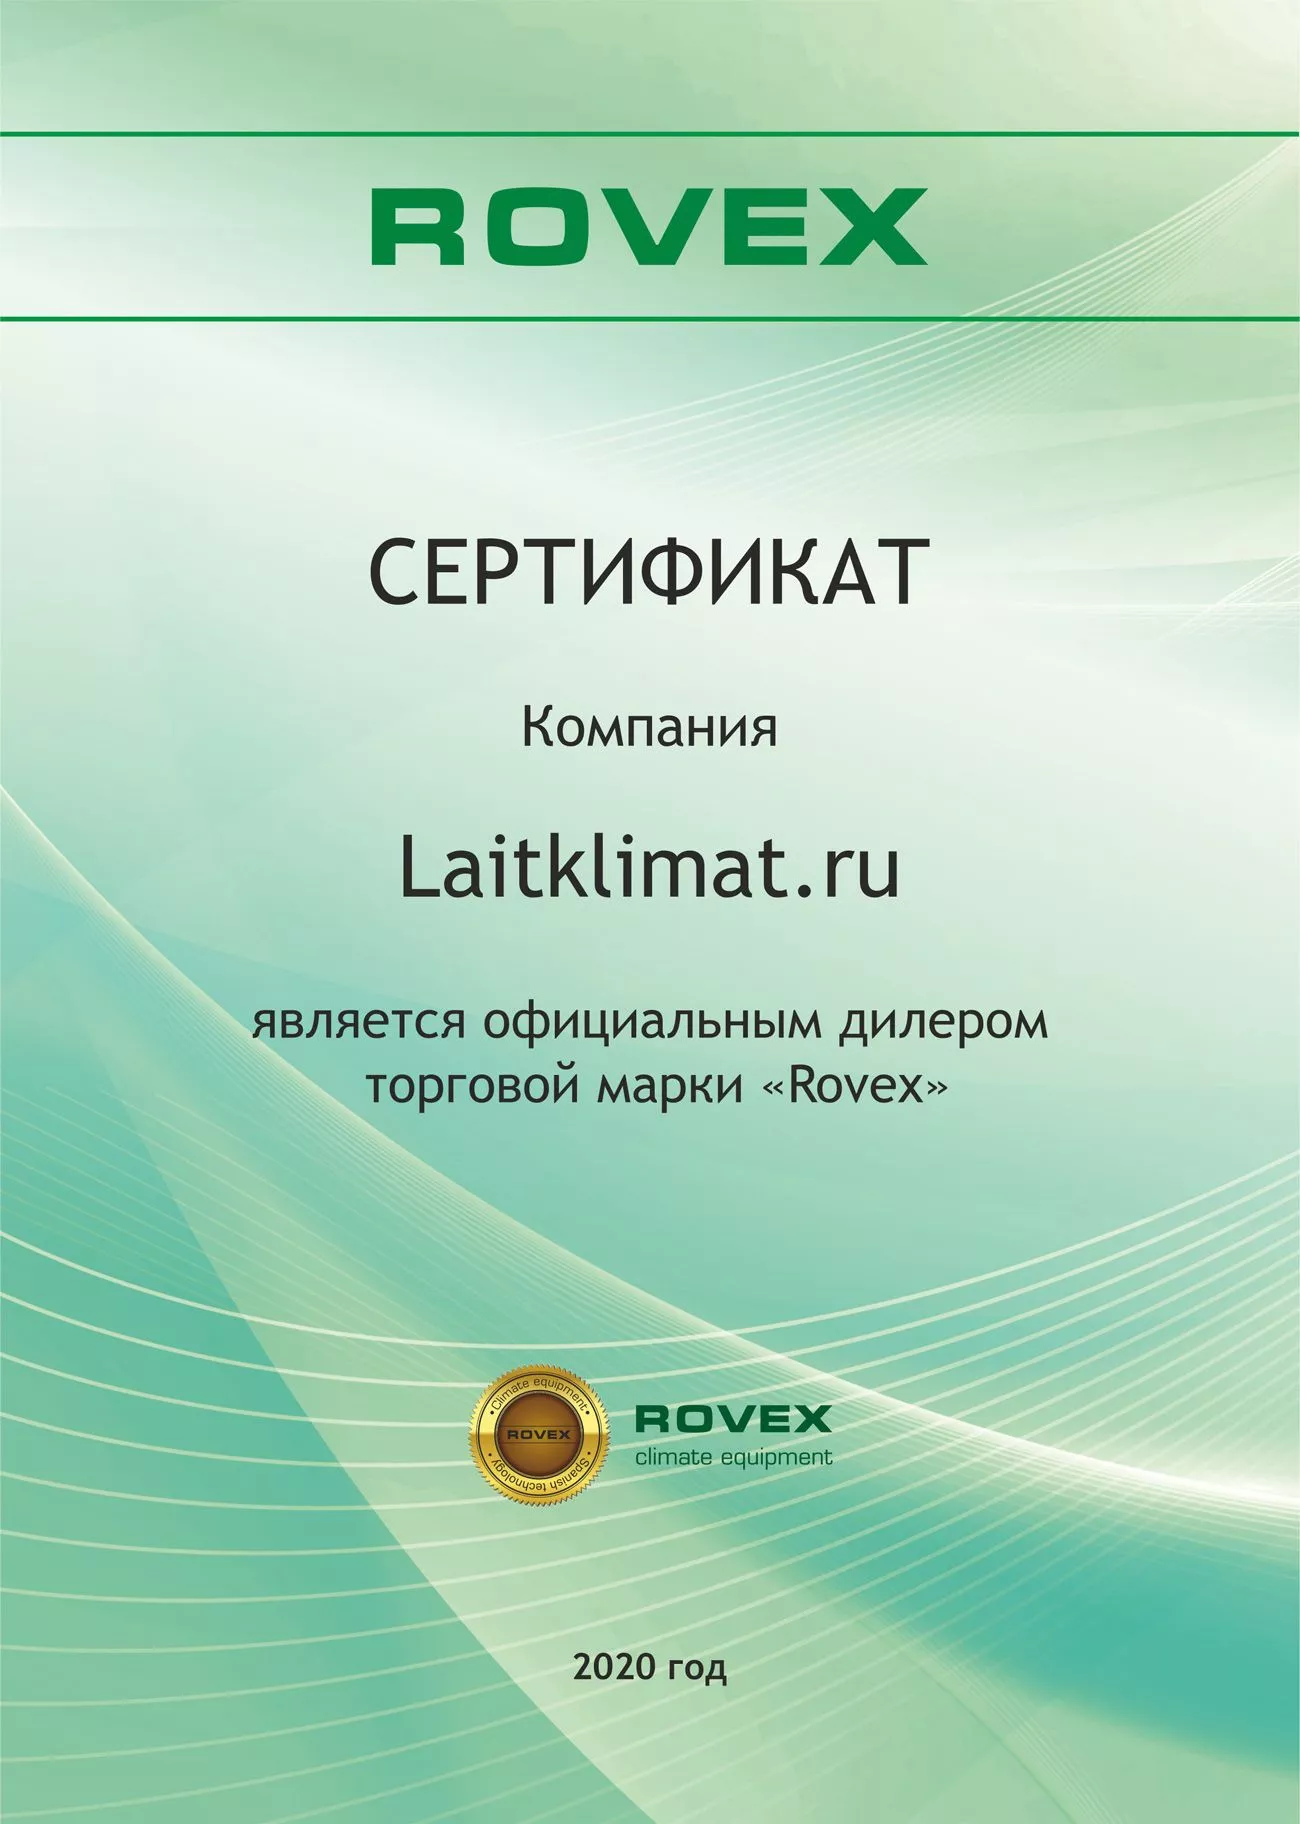 ROVEX
СЕРТИФИКАТ
Компания
Laitklimat.ru
является официальным дилером
торговой марки «Rovex»
Climate equipment
ROVEX
Spanish technology
ROVEX
climate equipment
2020 год